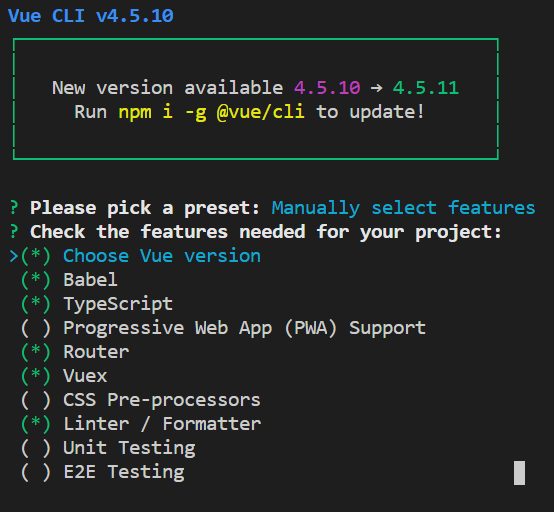 Vue CLI v4.5.10
New version available 4.5.10 → 4.5.11
Run npm i -g @vue/cli to update!
? Please pick a preset: Manually select features
? Check the features needed for your project:
>(*) Choose Vue version
(*) Babel
(*) TypeScript
( ) Progressive Web App (PWA) Support
(*) Router
(*) Vuex
( ) CSS Pre-processors
(*) Linter / Formatter
( ) Unit Testing
( ) E2E Testing